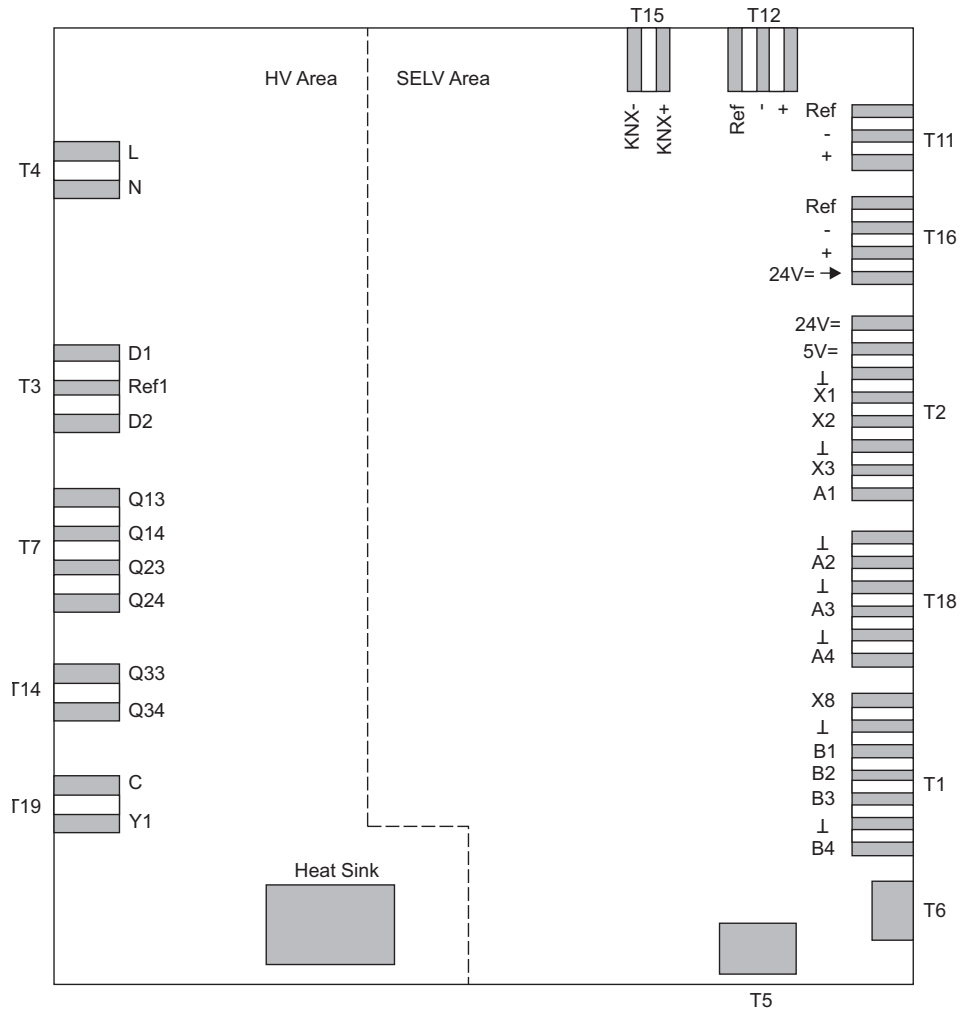 T15
T12
HV Area
SELV Area
KNX-
KNX+
Ref
-
+
Ref
-
+
T11
T4
L
N
Ref
-
+
24V=
T16
T3
D1
Ref1
D2
24V=
5V=
⊥
X1
X2
⊥
X3
A1
T2
T7
Q13
Q14
Q23
Q24
⊥
A2
⊥
A3
⊥
A4
T18
T14
Q33
Q34
X8
⊥
B1
B2
B3
⊥
B4
T1
T19
C
Y1
Heat Sink
T6
T5